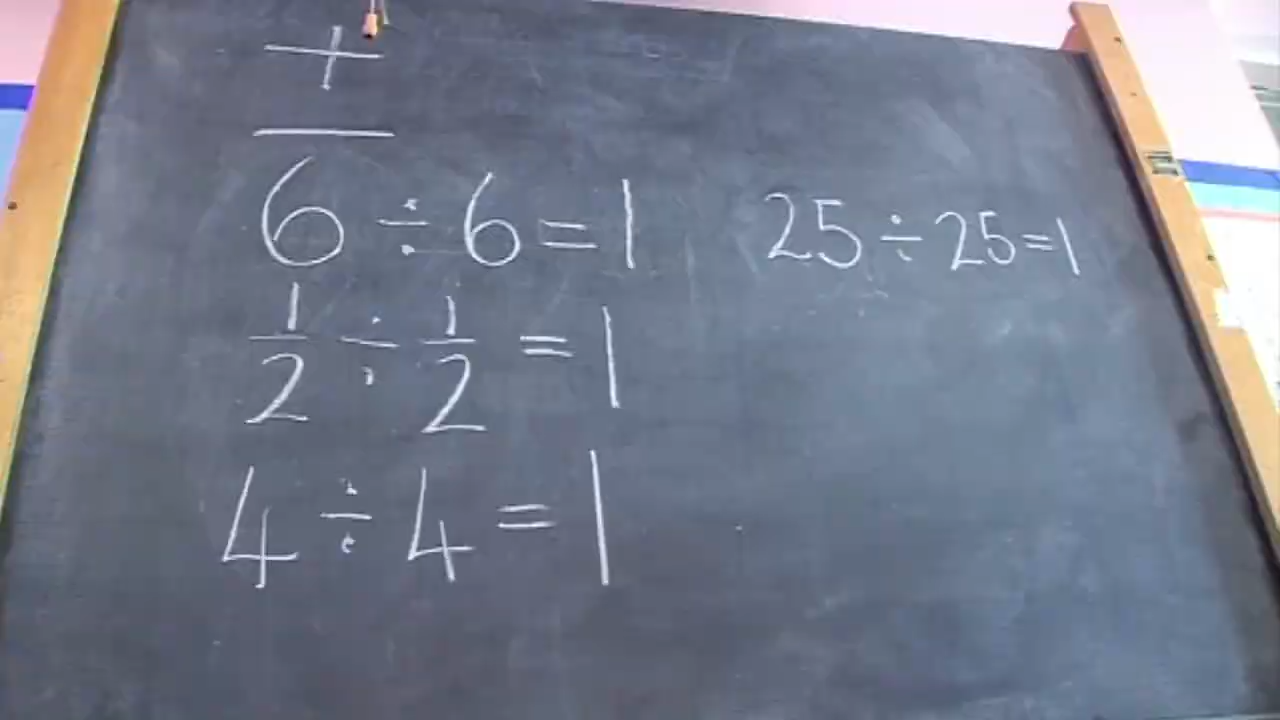 +
−
6 ÷ 6 = 1
25 ÷ 25 = 1
1/2 ÷ 1/2 = 1
4 ÷ 4 = 1